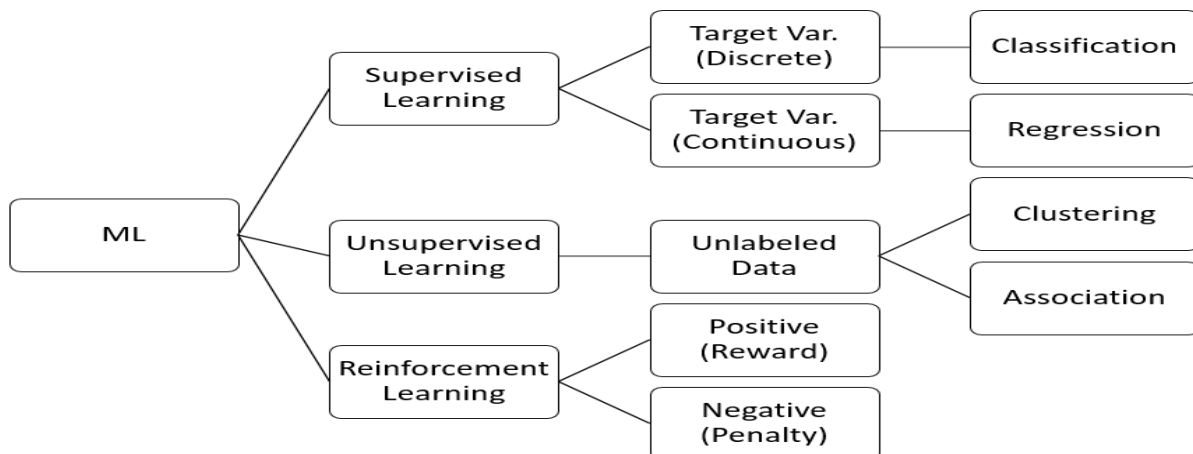 ML
Supervised
Learning
Target Var.
(Discrete)
Classification
Target Var.
(Continuous)
Regression
Unsupervised
Learning
Unlabeled
Data
Clustering
Association
Reinforcement
Learning
Positive
(Reward)
Negative
(Penalty)